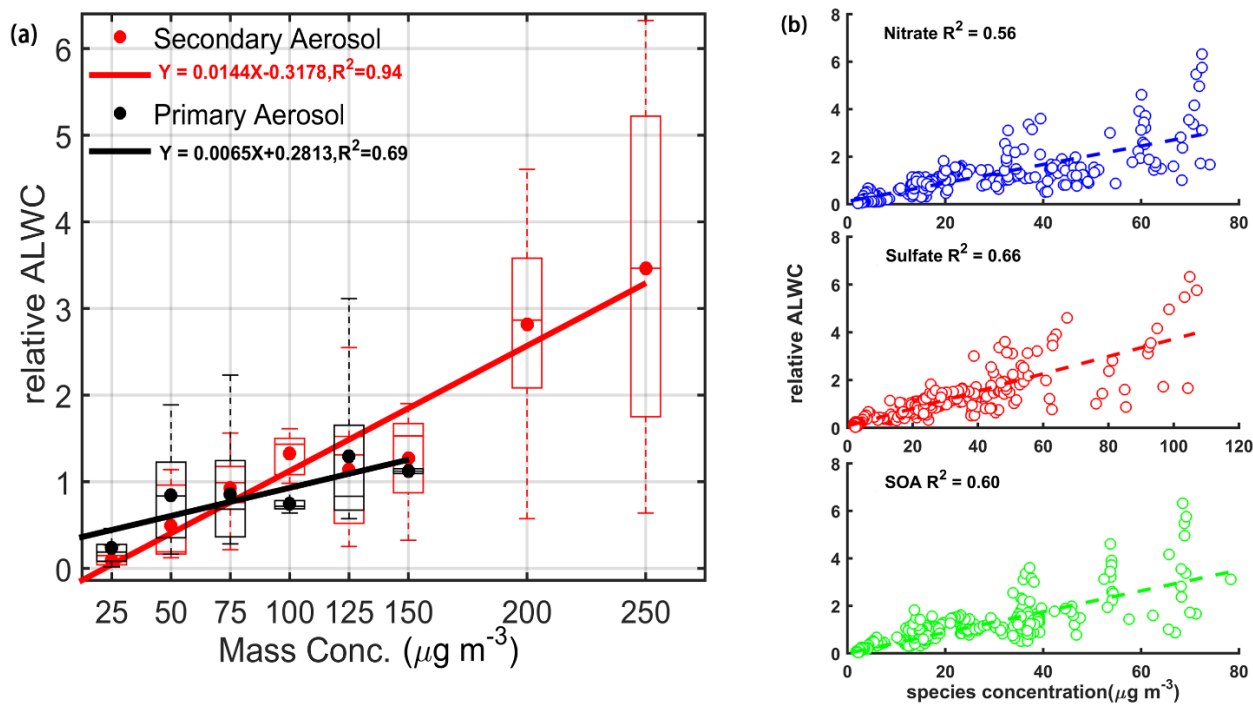 (a)
Secondary Aerosol
Y = 0.0144X-0.3178,R²=0.94
Primary Aerosol
Y = 0.0065X+0.2813,R²=0.69
relative ALWC
6
5
4
3
2
1
0
25 50 75 100 125 150 200 250
Mass Conc. (μg m⁻³)
(b)
Nitrate R² = 0.56
8
6
4
2
0
0 20 40 60 80
Sulfate R² = 0.66
relative ALWC
8
6
4
2
0
0 20 40 60 80 100 120
SOA R² = 0.60
8
6
4
2
0
0 20 40 60 80
species concentration(μg m⁻³)